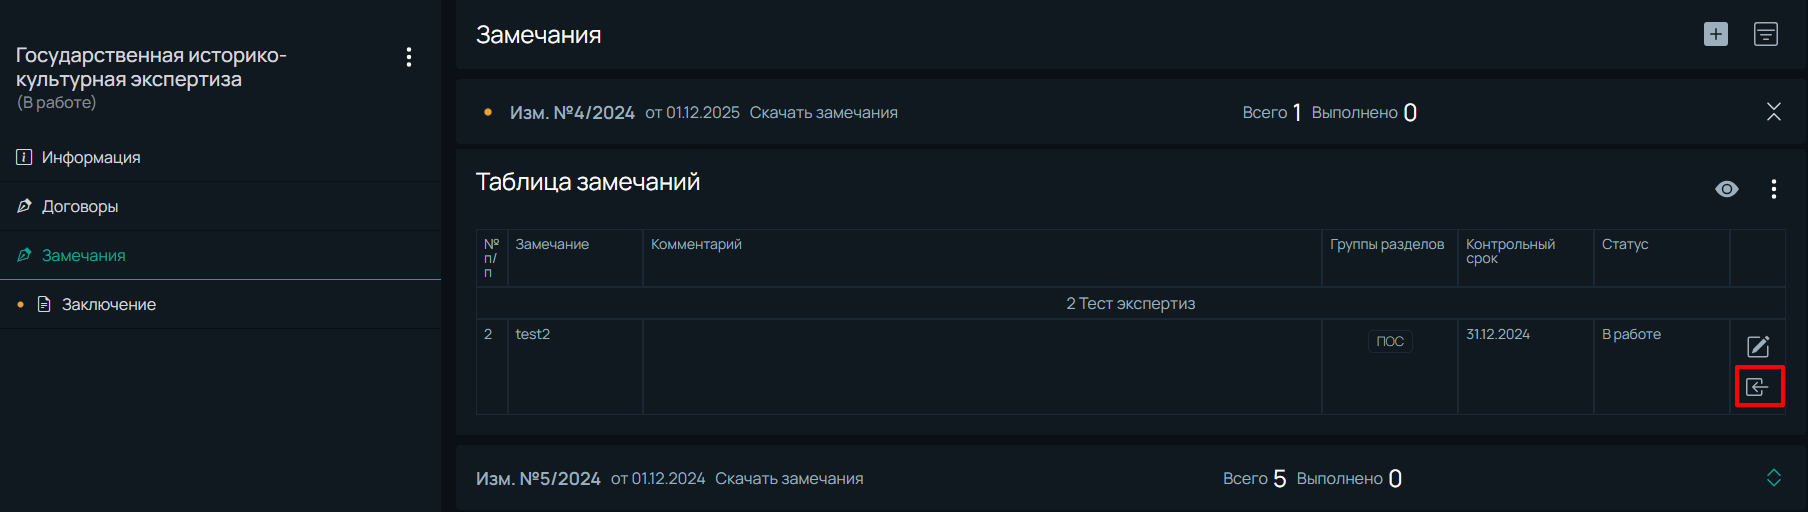 Государственная историко-
культурная экспертиза
(В работе)
Информация
Договоры
Замечания
Заключение
Замечания
Изм. №4/2024 от 01.12.2025 Скачать замечания Всего 1 Выполнено 0
Таблица замечаний
№ п/п Замечание Комментарий Группы разделов Контрольный срок Статус
2 Тест экспертиз
2 test2 ПОС 31.12.2024 В работе
Изм. №5/2024 от 01.12.2024 Скачать замечания Всего 5 Выполнено 0